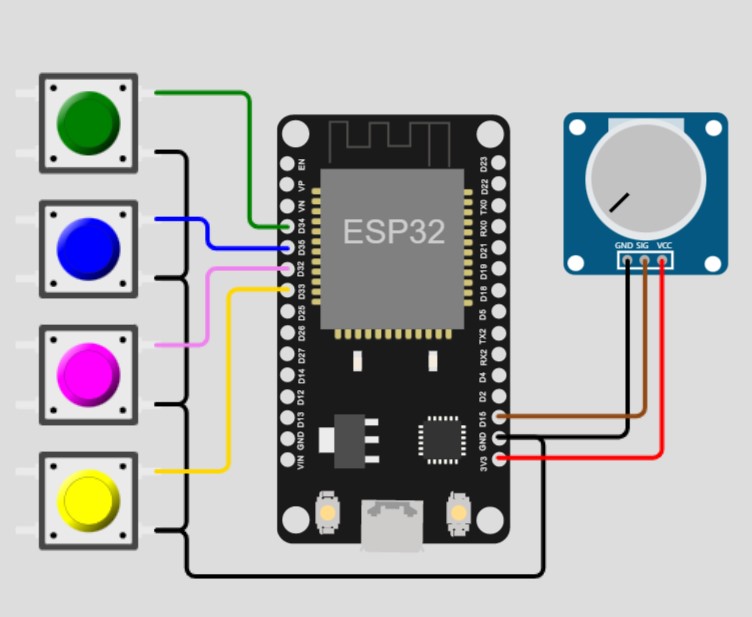 EN
VP
VN
D34
D35
D32
D33
D25
D26
D27
D14
D12
D13
GND
VIN
ESP32
D23
D22
TX0
RX0
D21
D19
D18
D5
TX2
RX2
D4
D2
D15
GND
3V3
GND SIG VCC